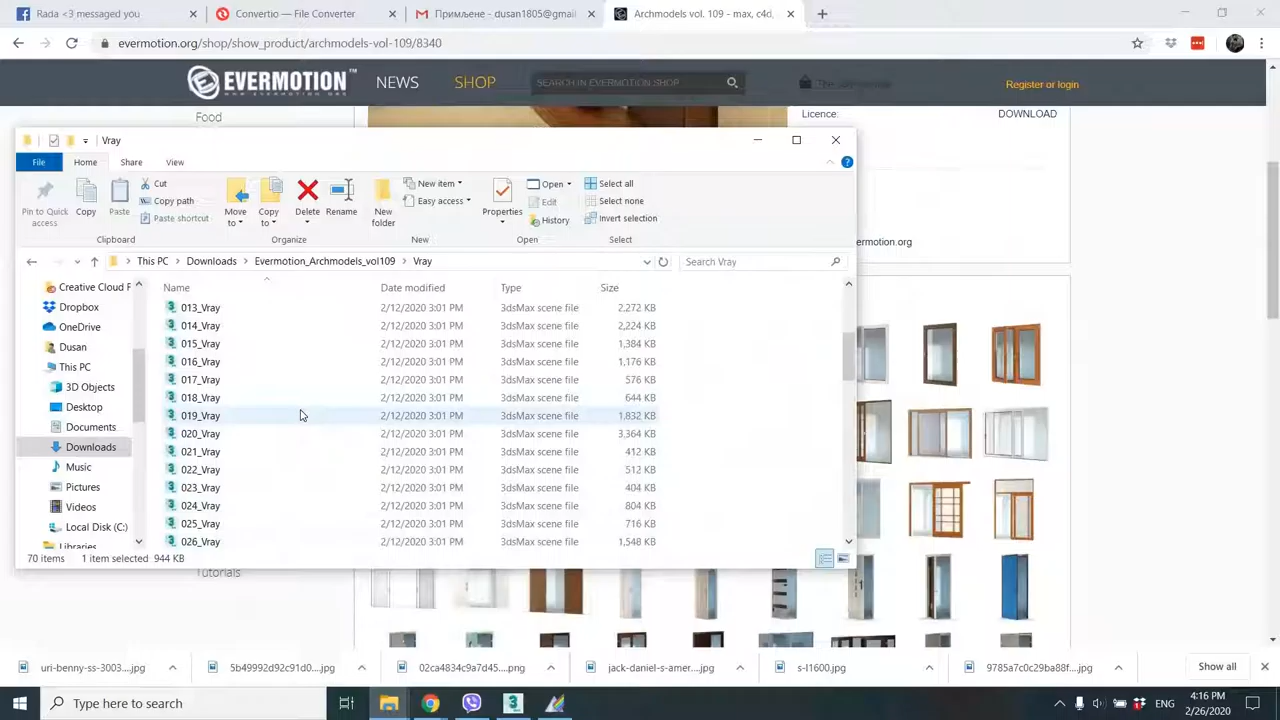 Rada <3 messaged you
Convertio — File Converter
Примљене - dusan1805@gmail
Archmodels vol. 109 - max, c4d,
evermotion.org/shop/show_product/archmodels-vol-109/8340
EVERMOTION™
WWW.EVERMOTION.ORG
NEWS
SHOP
SEARCH IN EVERMOTION SHOP
Register or login
Food
Licence:
DOWNLOAD
Vray
File
Home
Share
View
Pin to Quick access
Copy
Paste
Cut
Copy path
Paste shortcut
Move to
Copy to
Delete
Rename
New folder
New item
Easy access
Properties
Open
Edit
History
Select all
Select none
Invert selection
Clipboard
Organize
New
Open
Select
ermotion.org
This PC
Downloads
Evermotion_Archmodels_vol109
Vray
Search Vray
Name
Date modified
Type
Size
Creative Cloud F
Dropbox
OneDrive
Dusan
This PC
3D Objects
Desktop
Documents
Downloads
Music
Pictures
Videos
Local Disk (C:)
Libraries
013_Vray 2/12/2020 3:01 PM 3dsMax scene file 2,272 KB
014_Vray 2/12/2020 3:01 PM 3dsMax scene file 2,224 KB
015_Vray 2/12/2020 3:01 PM 3dsMax scene file 1,384 KB
016_Vray 2/12/2020 3:01 PM 3dsMax scene file 1,176 KB
017_Vray 2/12/2020 3:01 PM 3dsMax scene file 576 KB
018_Vray 2/12/2020 3:01 PM 3dsMax scene file 644 KB
019_Vray 2/12/2020 3:01 PM 3dsMax scene file 1,832 KB
020_Vray 2/12/2020 3:01 PM 3dsMax scene file 3,364 KB
021_Vray 2/12/2020 3:01 PM 3dsMax scene file 412 KB
022_Vray 2/12/2020 3:01 PM 3dsMax scene file 512 KB
023_Vray 2/12/2020 3:01 PM 3dsMax scene file 404 KB
024_Vray 2/12/2020 3:01 PM 3dsMax scene file 804 KB
025_Vray 2/12/2020 3:01 PM 3dsMax scene file 716 KB
026_Vray 2/12/2020 3:01 PM 3dsMax scene file 1,548 KB
70 items 1 item selected 944 KB
Tutorials
uri-benny-ss-3003....jpg
5b49992d92c91d0....jpg
02ca4834c9a7d45....png
jack-daniel-s-amer....jpg
s-l1600.jpg
9785a7c0c29ba88f....jpg
Show all
Type here to search
ENG
4:16 PM
2/26/2020